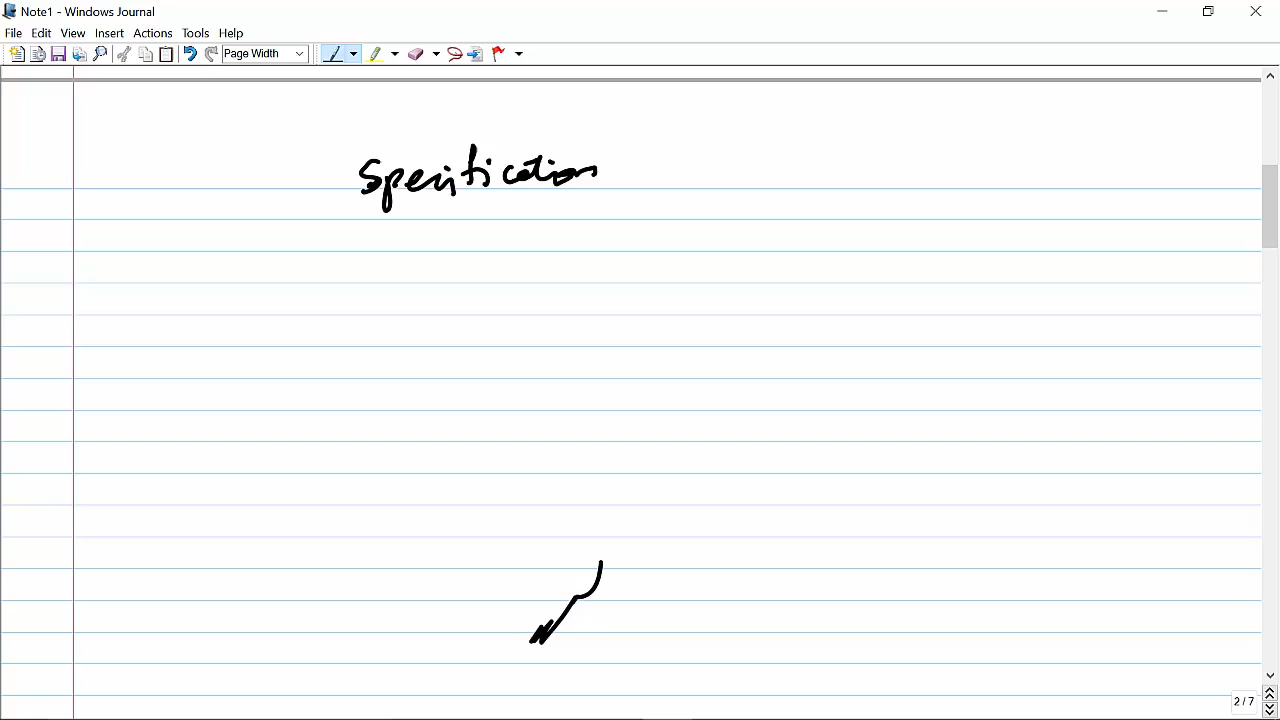 Note1 - Windows Journal
File Edit View Insert Actions Tools Help
Page Width
Specification
2 / 7